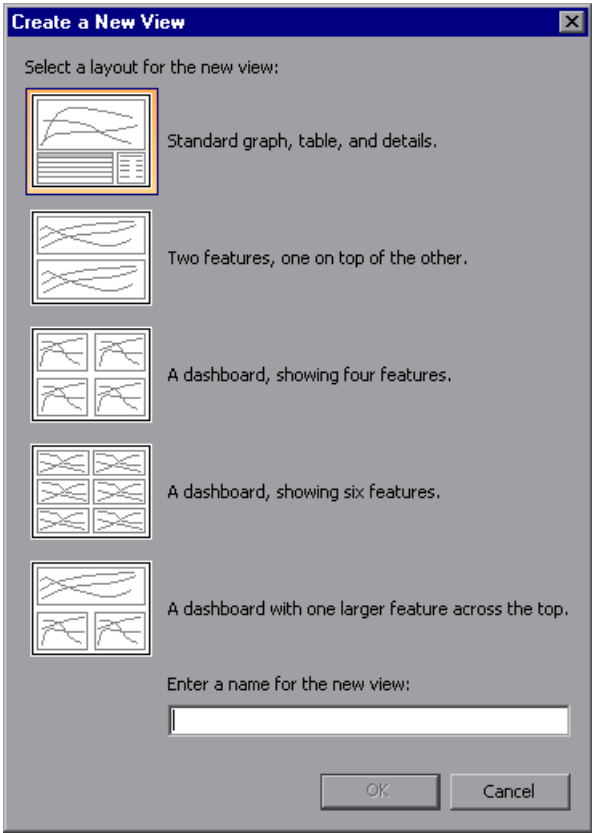 Create a New View
Select a layout for the new view:
Standard graph, table, and details.
Two features, one on top of the other.
A dashboard, showing four features.
A dashboard, showing six features.
A dashboard with one larger feature across the top.
Enter a name for the new view:
OK
Cancel